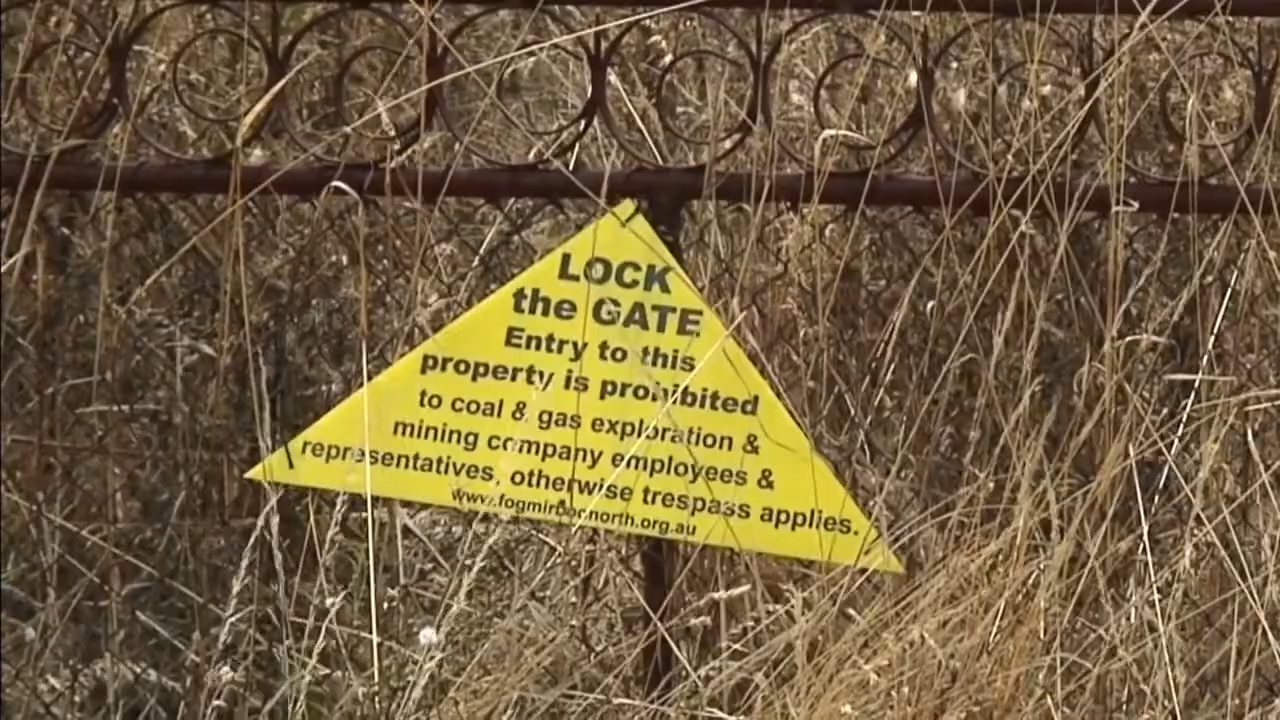 LOCK
the GATE
Entry to this
property is prohibited
to coal & gas exploration &
mining company employees &
representatives, otherwise trespass applies.